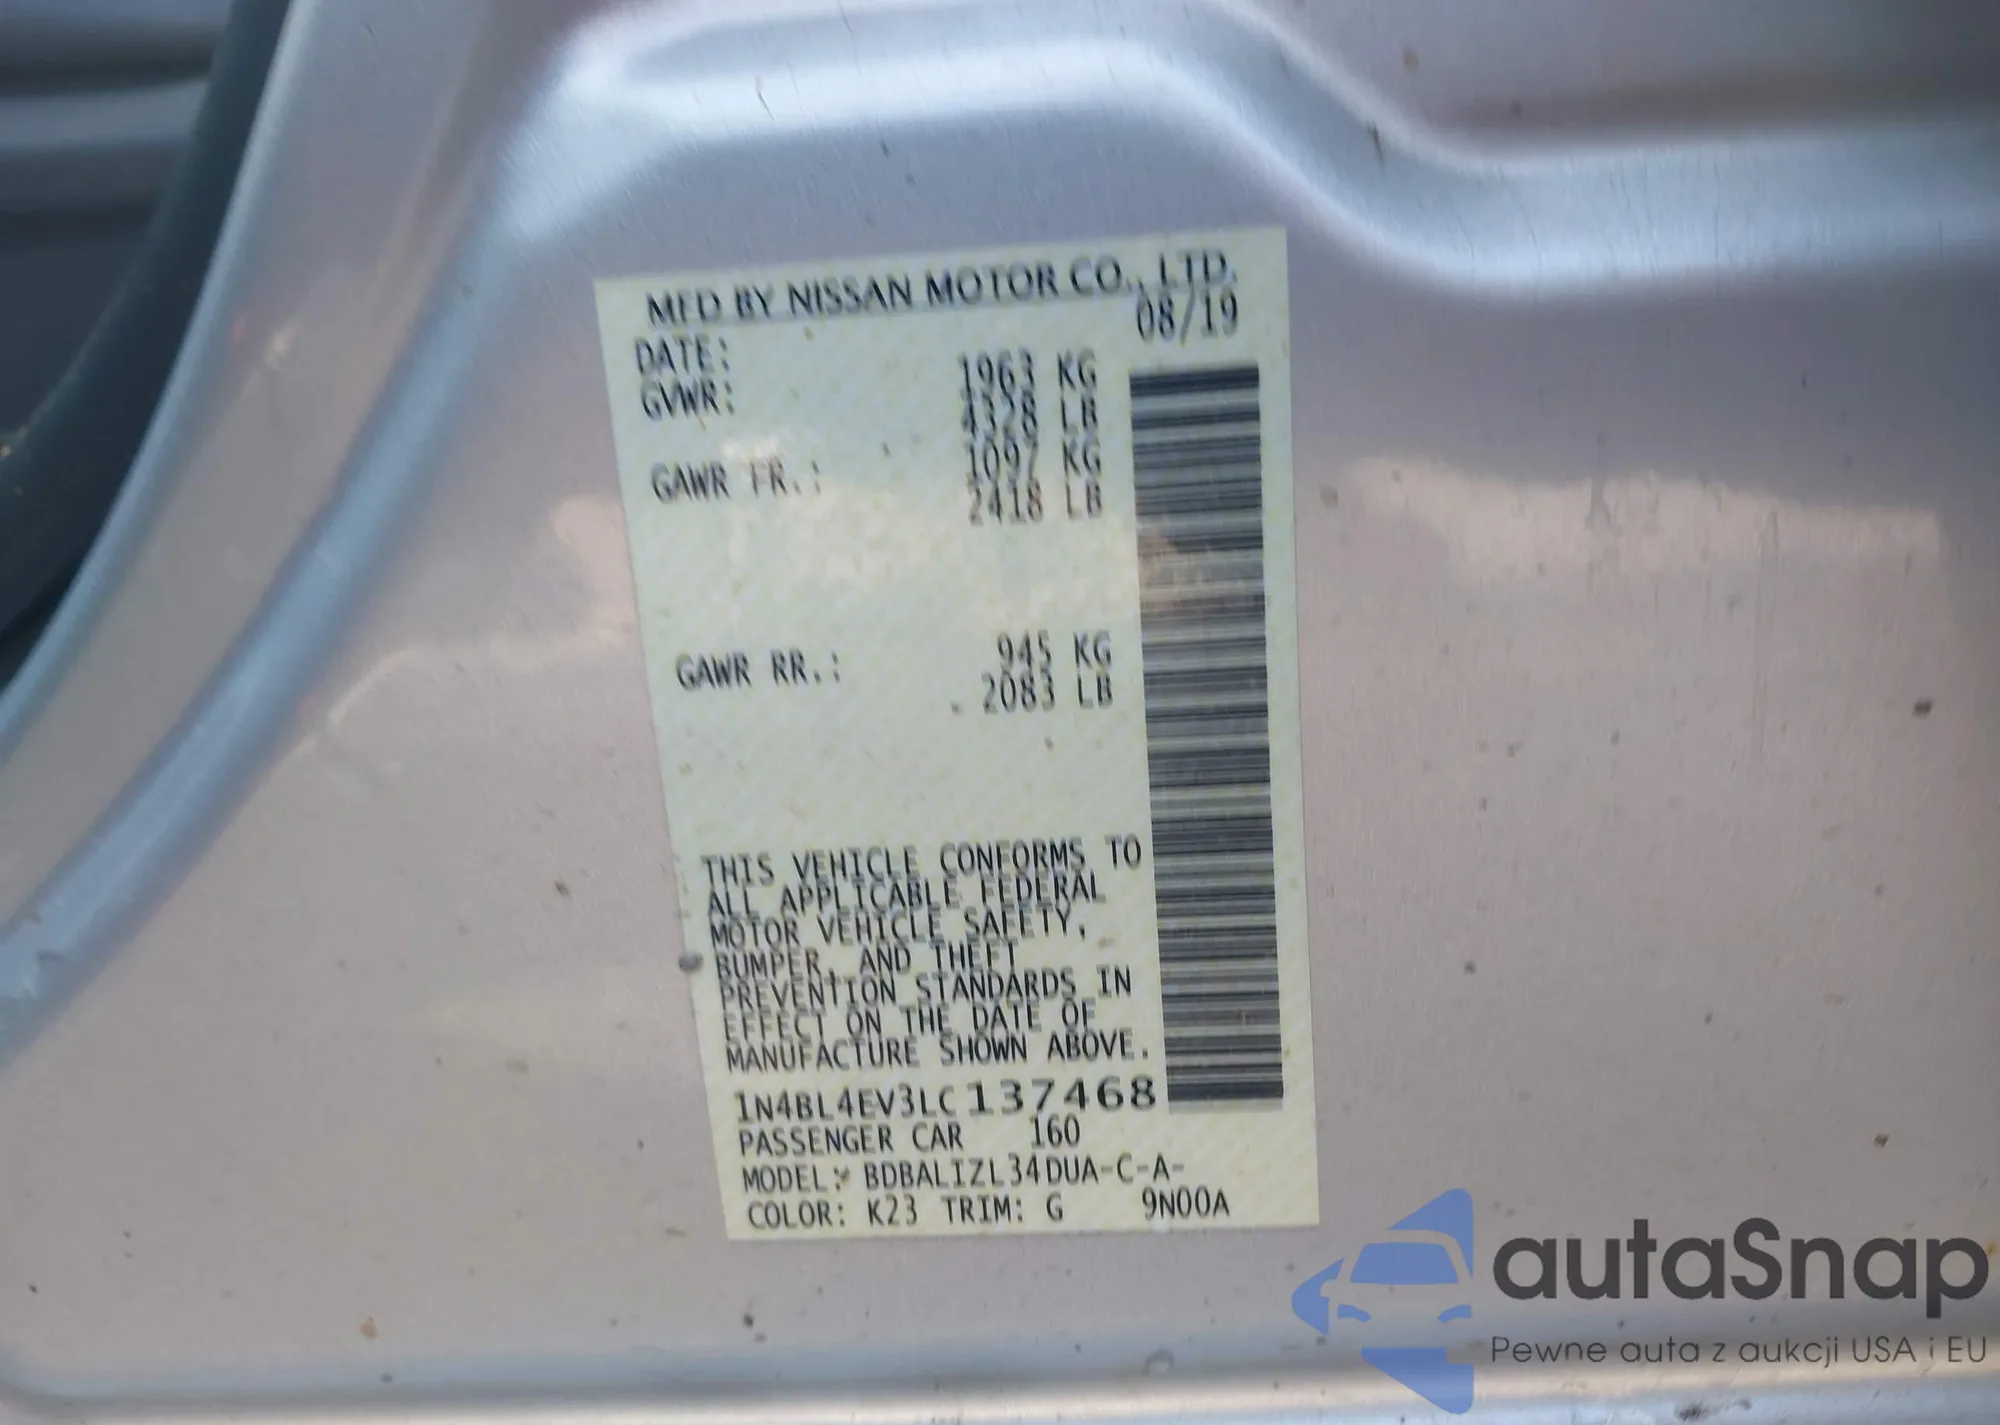 MFD BY NISSAN MOTOR CO., LTD.
DATE: 08/19
GVWR: 1963 KG
4328 LB
GAWR FR.: 1097 KG
2418 LB
GAWR RR.: 945 KG
2083 LB
THIS VEHICLE CONFORMS TO
ALL APPLICABLE FEDERAL
MOTOR VEHICLE SAFETY,
BUMPER, AND THEFT
PREVENTION STANDARDS IN
EFFECT ON THE DATE OF
MANUFACTURE SHOWN ABOVE.
1N4BL4EV3LC137468
PASSENGER CAR 160
MODEL: BDBALIZL34DUA-C-A-
COLOR: K23 TRIM: G 9N00A
autaSnap
Pewne auta z aukcji USA i EU